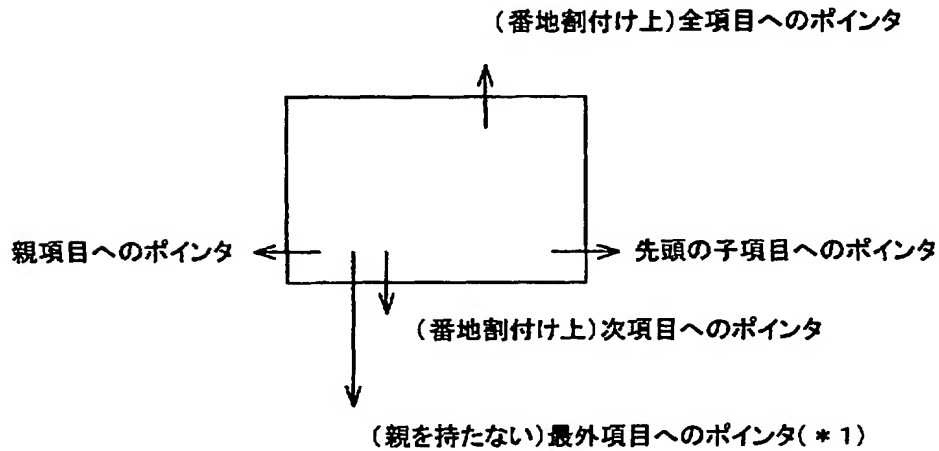 (番地割付け上)全項目へのポインタ
親項目へのポインタ
先頭の子項目へのポインタ
(番地割付け上)次項目へのポインタ
(親を持たない)最外項目へのポインタ(*1)